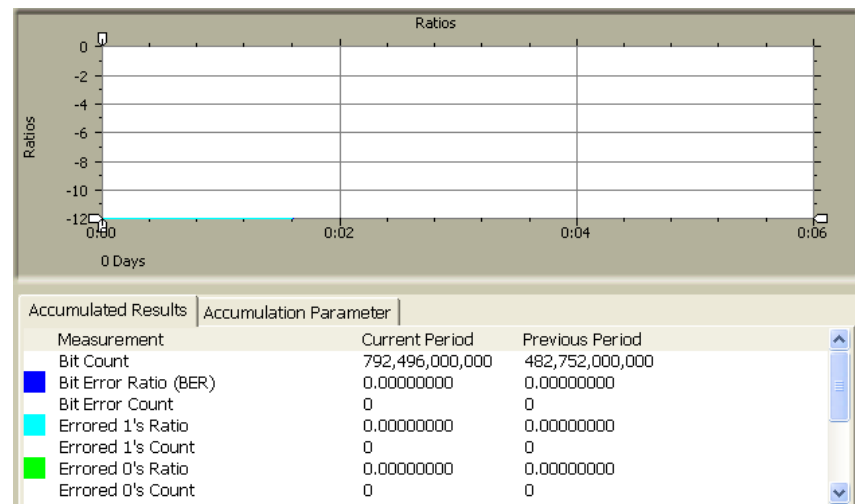 Ratios
0
-2
-4
-6
-8
-10
-12
Ratios
0:00 0:02 0:04 0:06
0 Days
Accumulated Results Accumulation Parameter
Measurement Current Period Previous Period
Bit Count 792,496,000,000 482,752,000,000
Bit Error Ratio (BER) 0.00000000 0.00000000
Bit Error Count 0 0
Errored 1's Ratio 0.00000000 0.00000000
Errored 1's Count 0 0
Errored 0's Ratio 0.00000000 0.00000000
Errored 0's Count 0 0